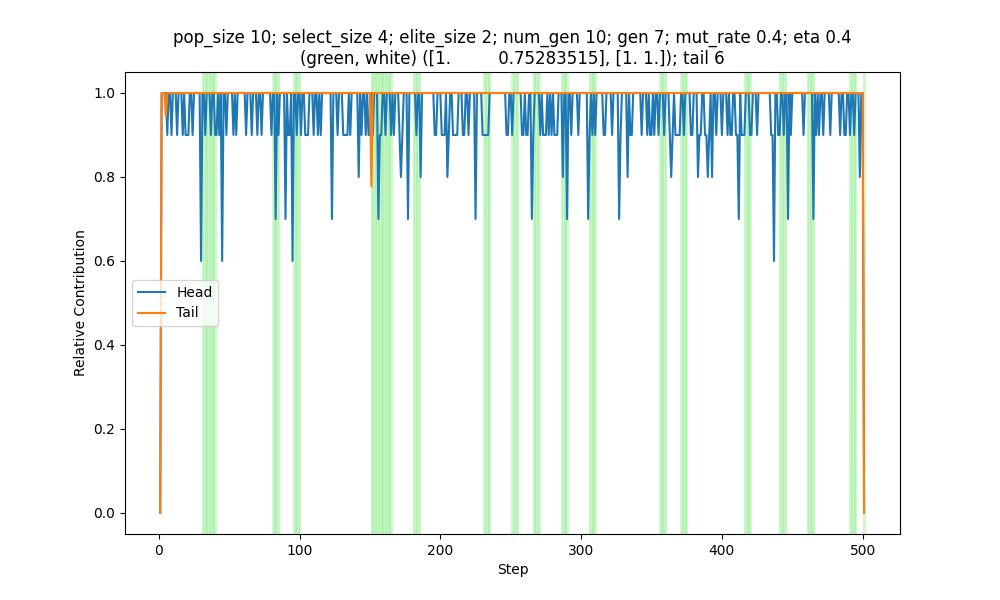 pop_size 10; select_size 4; elite_size 2; num_gen 10; gen 7; mut_rate 0.4; eta 0.4
(green, white) ([1.         0.75283515], [1. 1.]); tail 6
1.0
0.8
0.6
0.4
0.2
0.0
Relative Contribution
Head
Tail
0
100
200
300
400
500
Step